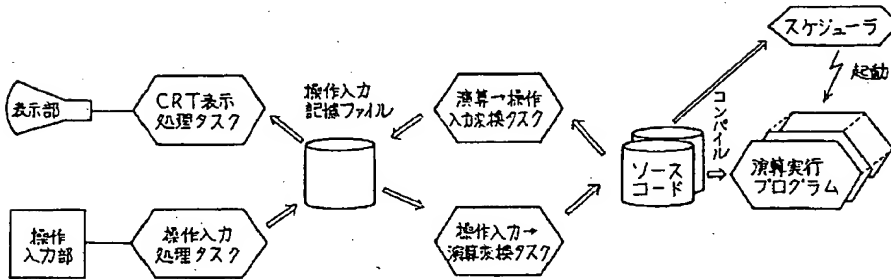 表示部
CRT表示
処理タスク
操作入力
記憶ファイル
演算→操作
入力変換タスク
スケジューラ
起動
コンパイル
ソース
コード
演算実行
プログラム
操作
入力部
操作入力
処理タスク
操作入力→
演算変換タスク